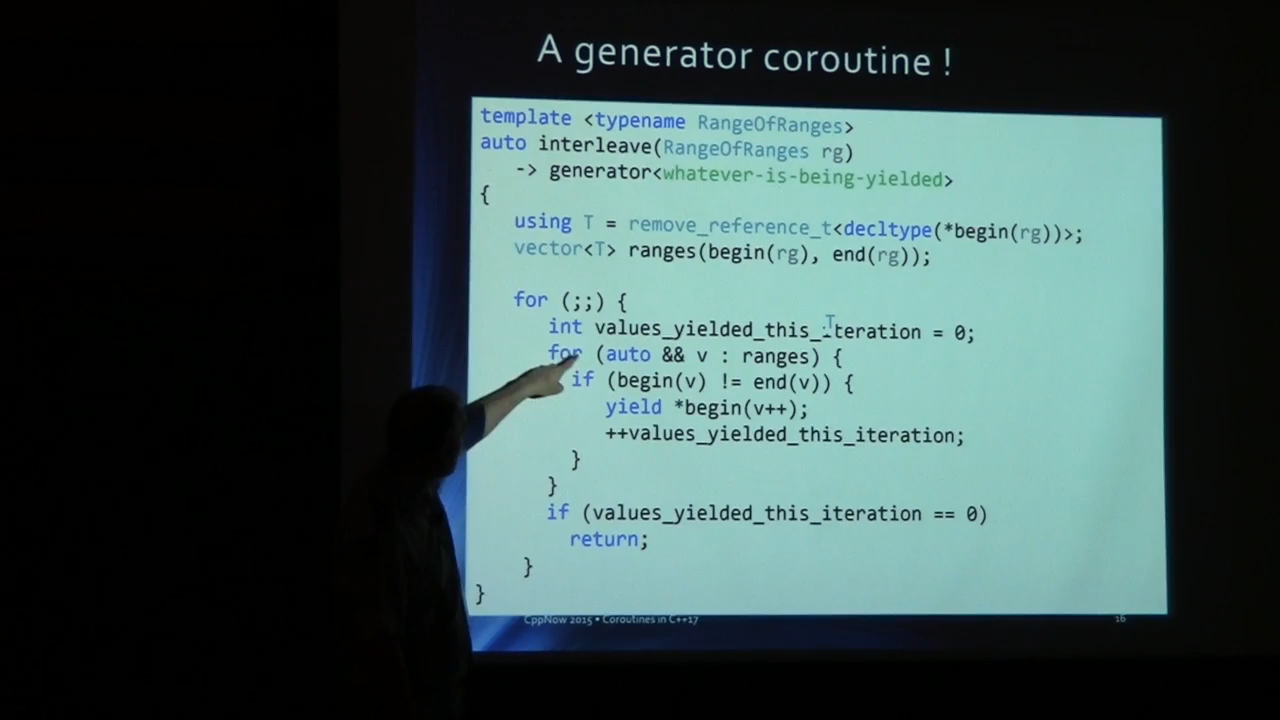 A generator coroutine !
template <typename RangeOfRanges>
auto interleave(RangeOfRanges rg)
-> generator<whatever-is-being-yielded>
{
using T = remove_reference_t<decltype(*begin(rg))>;
vector<T> ranges(begin(rg), end(rg));
for (;;) {
int values_yielded_this_iteration = 0;
for (auto && v : ranges) {
if (begin(v) != end(v)) {
yield *begin(v++);
++values_yielded_this_iteration;
}
}
if (values_yielded_this_iteration == 0)
return;
}
}
CppNow 2015 • Coroutines in C++17
16